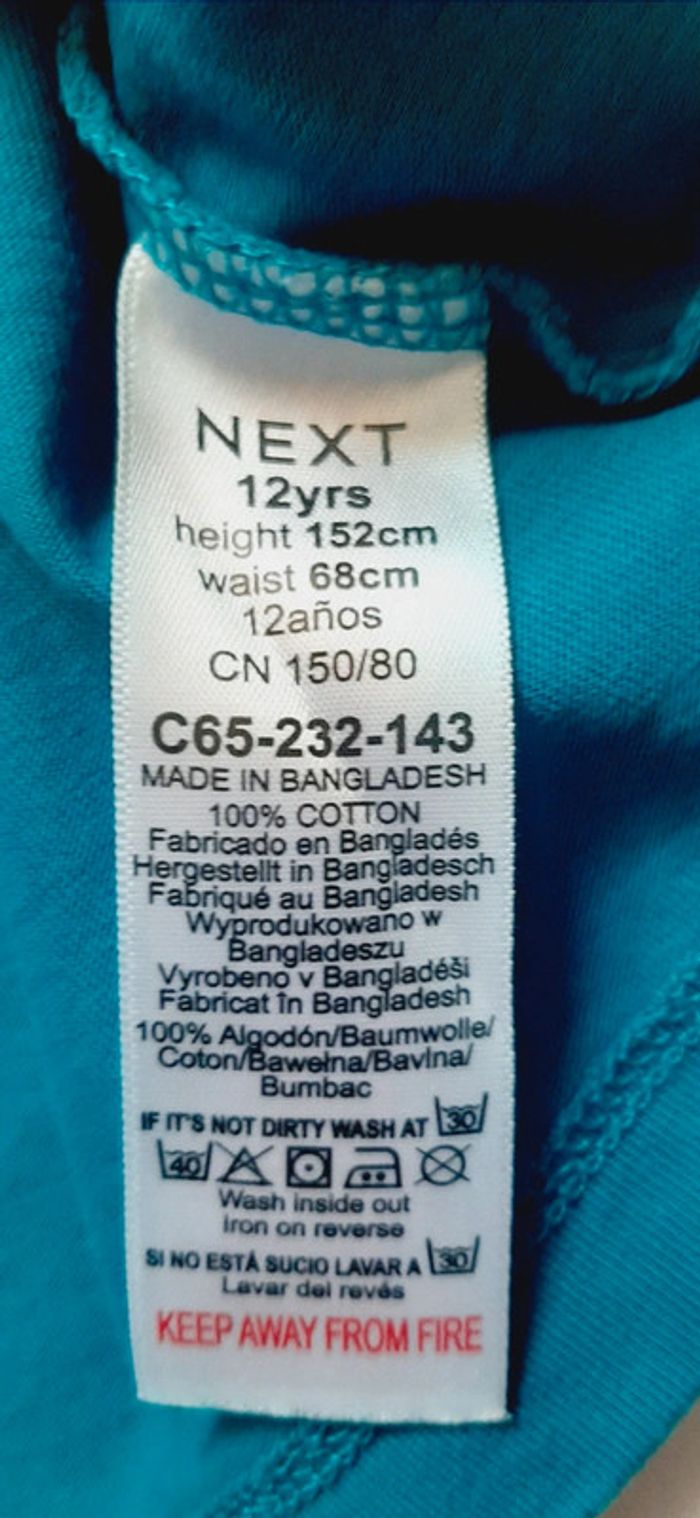 NEXT
12yrs
height 152cm
waist 68cm
12años
CN 150/80
C65-232-143
MADE IN BANGLADESH
100% COTTON
Fabricado en Bangladés
Hergestellt in Bangladesch
Fabriqué au Bangladesh
Wyprodukowano w
Bangladeszu
Vyrobeno v Bangladéši
Fabricat în Bangladesh
100% Algodón/Baumwolle/
Coton/Bawełna/Bavlna/
Bumbac
IF IT'S NOT DIRTY WASH AT 30
40
Wash inside out
Iron on reverse
SI NO ESTÁ SUCIO LAVAR A 30
Lavar del revés
KEEP AWAY FROM FIRE